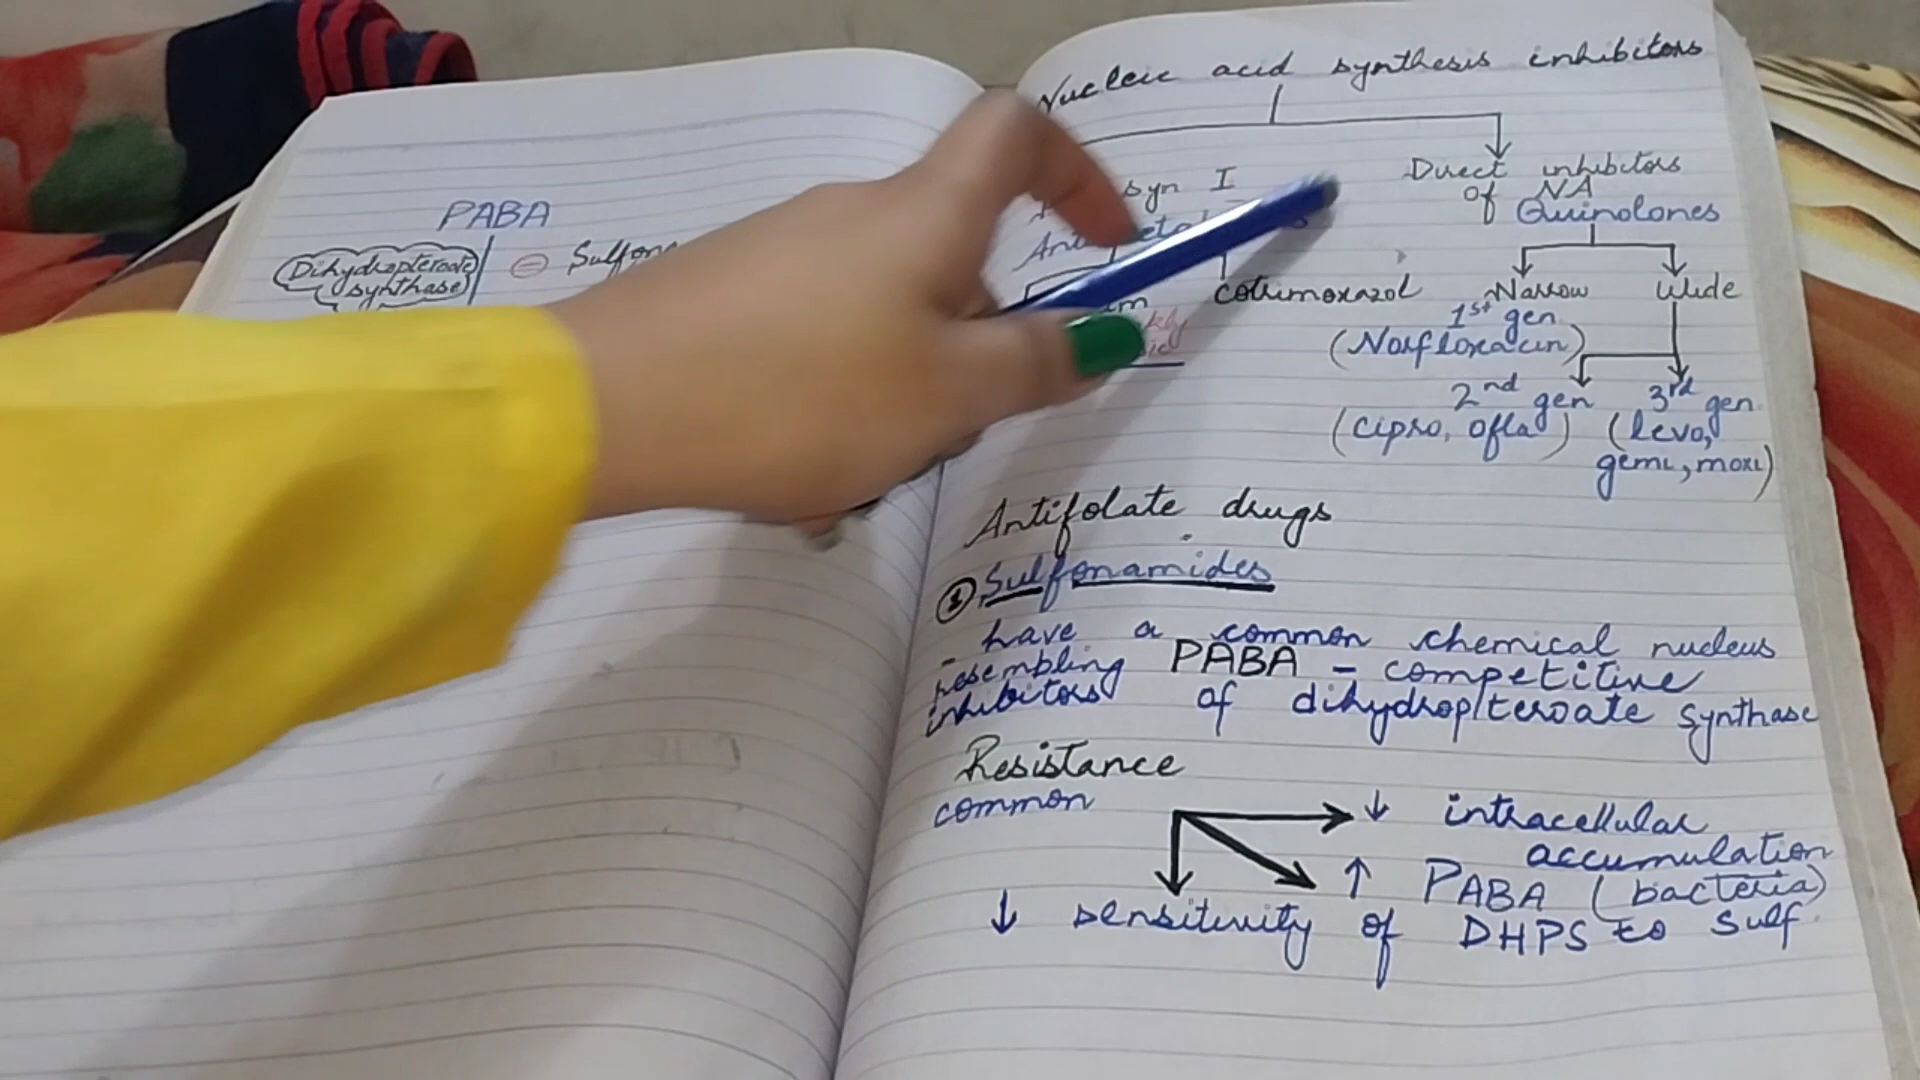 PABA
Dihydropteroate
synthase
⊖
Nucleic acid synthesis inhibitors
syn I
Direct inhibitors
of NA
Quinolones
cotrimoxazol
Narrow
Wide
1st gen
(Norfloxacin)
2nd gen
(cipro, ofla)
3rd gen
(levo,
gemi, moxi)
Antifolate drugs
① Sulfonamides
- have a common chemical nucleus
resembling PABA - competitive
inhibitors of dihydropteroate synthase
Resistance
common
↓ intracellular
accumulation
↑ PABA (bacteria)
↓ sensitivity of DHPS to sulf.